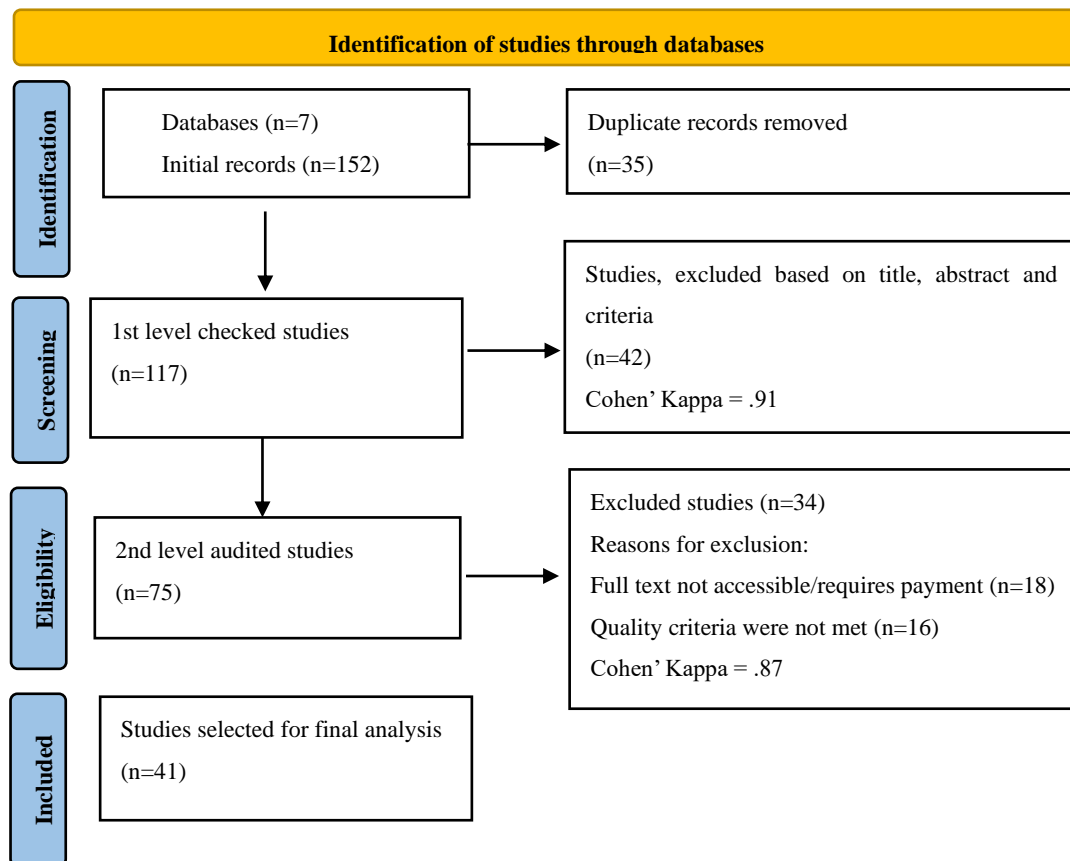 Identification of studies through databases
Identification
Databases (n=7)
Initial records (n=152)
Duplicate records removed
(n=35)
Screening
1st level checked studies
(n=117)
Studies, excluded based on title, abstract and
criteria
(n=42)
Cohen’ Kappa = .91
Eligibility
2nd level audited studies
(n=75)
Excluded studies (n=34)
Reasons for exclusion:
Full text not accessible/requires payment (n=18)
Quality criteria were not met (n=16)
Cohen’ Kappa = .87
Included
Studies selected for final analysis
(n=41)